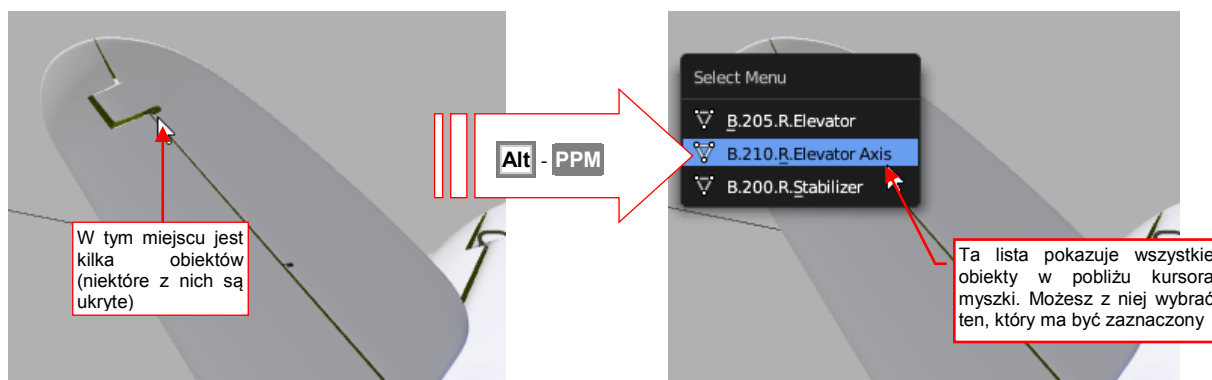 W tym miejscu jest
kilka obiektów
(niektóre z nich są
ukryte)
Alt - PPM
Select Menu
B.205.R.Elevator
B.210.R.Elevator Axis
B.200.R.Stabilizer
Ta lista pokazuje wszystkie
obiekty w pobliżu kursora
myszki. Możesz z niej wybrać
ten, który ma być zaznaczony